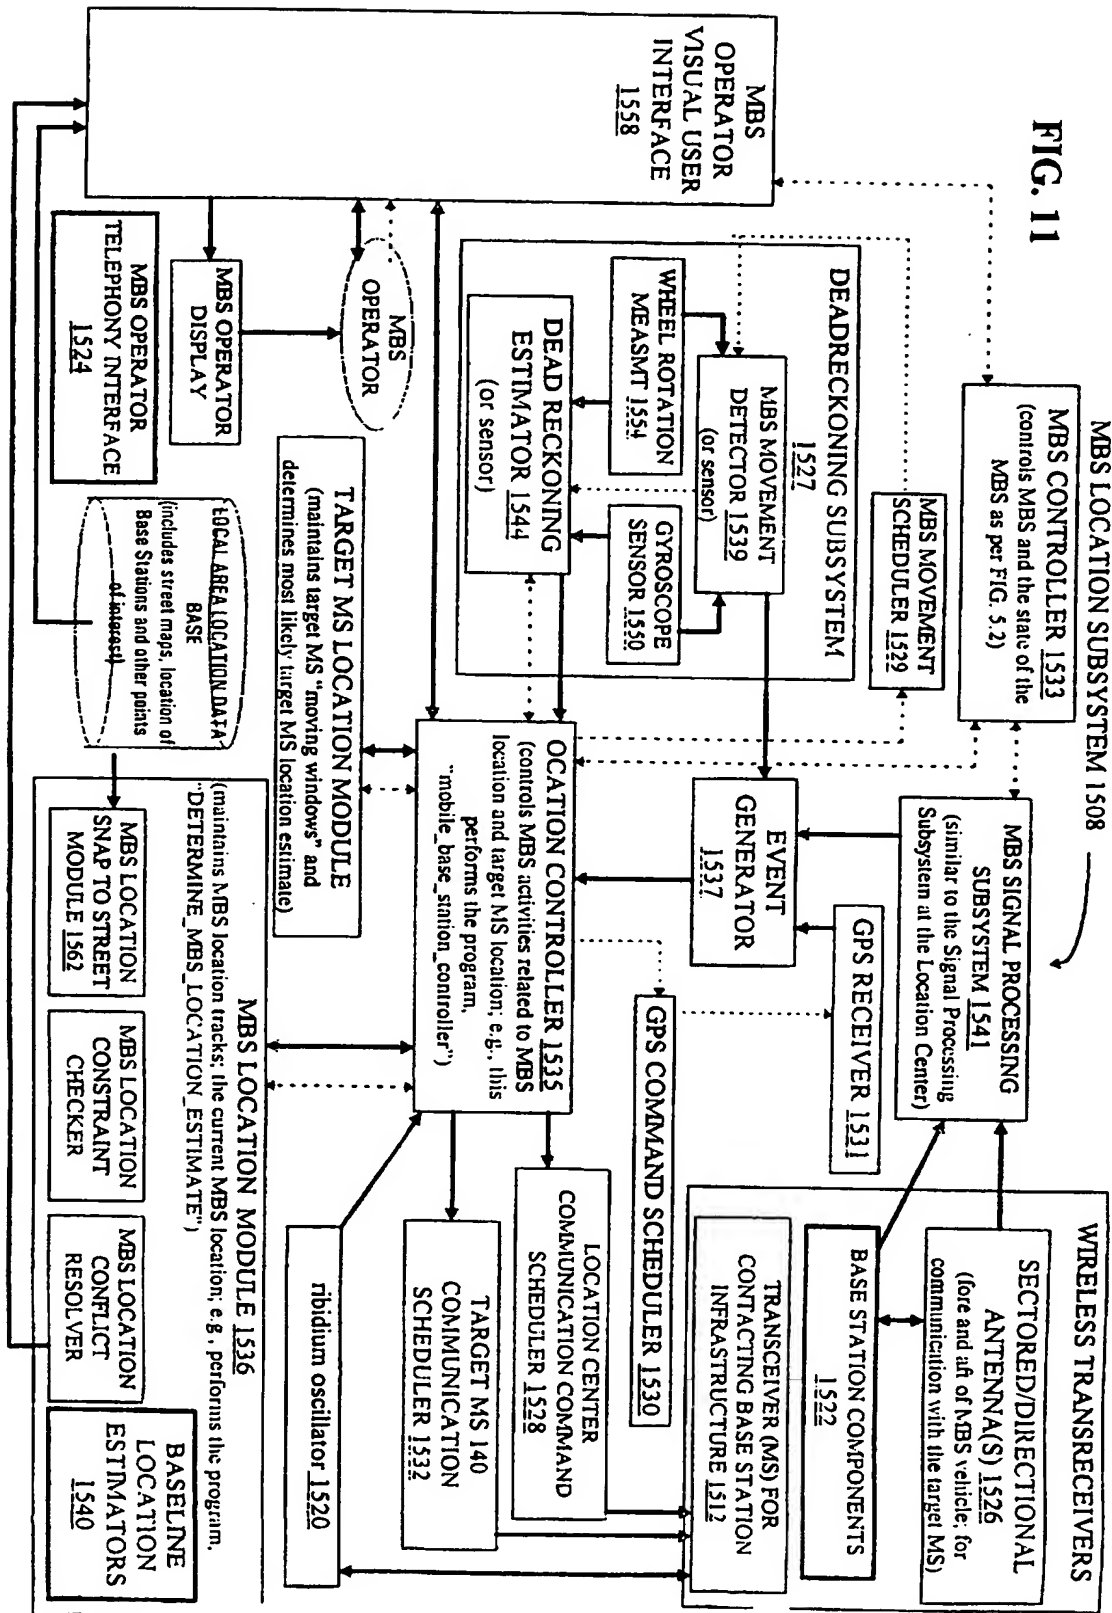 FIG. 11
MBS LOCATION SUBSYSTEM 1508
MBS CONTROLLER 1533
(controls MBS and the state of the
MBS as per FIG. 5.2)
MBS SIGNAL PROCESSING
SUBSYSTEM 1541
(similar to the Signal Processing
Subsystem at the Location Center)
WIRELESS TRANSRECEIVERS
SECTORED/DIRECTIONAL
ANTENNA(S) 1526
(fore and aft of MBS vehicle; for
communication with the target MS)
BASE STATION COMPONENTS
1522
TRANSCEIVER (MS) FOR
CONTACTING BASE STATION
INFRASTRUCTURE 1512
MBS MOVEMENT
SCHEDULER 1529
GPS RECEIVER 1531
EVENT
GENERATOR
1537
GPS COMMAND SCHEDULER 1530
DEADRECKONING SUBSYSTEM
1527
MBS MOVEMENT
DETECTOR 1539
(or sensor)
WHEEL ROTATION
MEASMT 1554
GYROSCOPE
SENSOR 1550
DEAD RECKONING
ESTIMATOR 1544
(or sensor)
MBS
OPERATOR
VISUAL USER
INTERFACE
1558
OCATION CONTROLLER 1535
(controls MBS activities related to MBS
location and target MS location; e.g., this
performs the program,
"mobile_base_station_controller")
LOCATION CENTER
COMMUNICATION COMMAND
SCHEDULER 1528
TARGET MS 140
COMMUNICATION
SCHEDULER 1532
ribidium oscillator 1520
MBS
OPERATOR
MBS OPERATOR
DISPLAY
MBS OPERATOR
TELEPHONY INTERFACE
1524
TARGET MS LOCATION MODULE
(maintains target MS "moving windows" and
determines most likely target MS location estimate)
LOCAL AREA LOCATION DATA
BASE
(includes street maps, location of
Base Stations and other points
of interest)
MBS LOCATION MODULE 1536
(maintains MBS location tracks; the current MBS location; e.g., performs the program,
"DETERMINE_MBS_LOCATION_ESTIMATE")
MBS LOCATION
SNAP TO STREET
MODULE 1562
MBS LOCATION
CONSTRAINT
CHECKER
MBS LOCATION
CONFLICT
RESOLVER
BASELINE
LOCATION
ESTIMATORS
1540